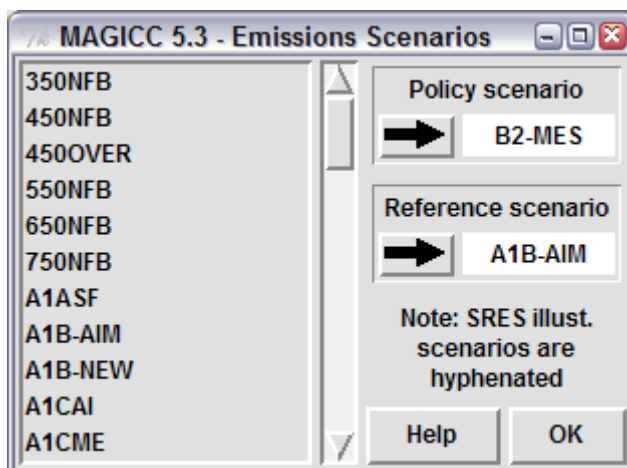 MAGICC 5.3 - Emissions Scenarios
350NFB
450NFB
450OVER
550NFB
650NFB
750NFB
A1ASF
A1B-AIM
A1B-NEW
A1CAI
A1CME
Policy scenario
B2-MES
Reference scenario
A1B-AIM
Note: SRES illust.
scenarios are
hyphenated
Help
OK